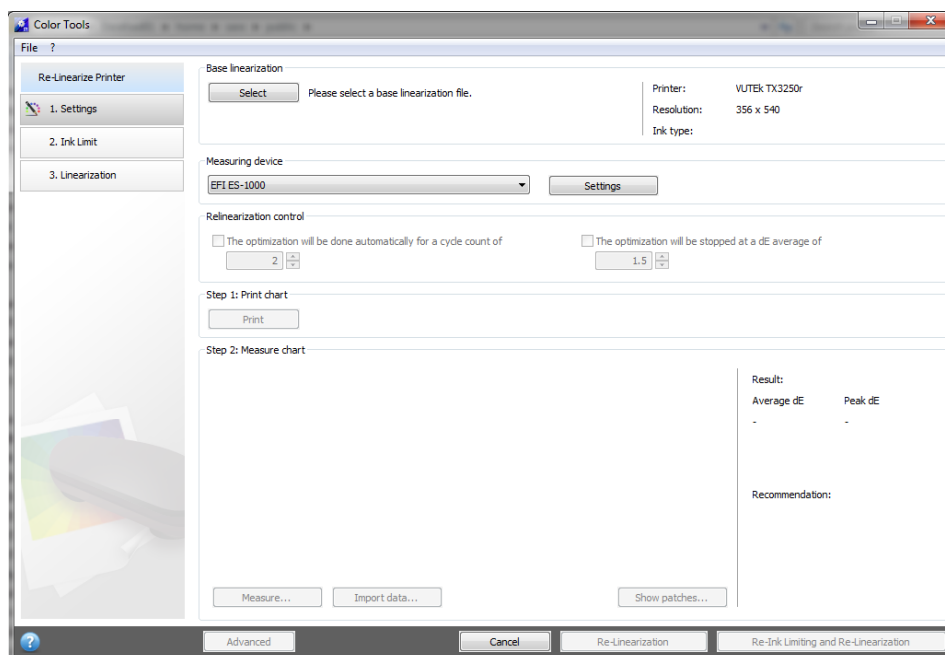 Color Tools
File ?
Re-Linearize Printer
1. Settings
2. Ink Limit
3. Linearization
Base linearization
Select Please select a base linearization file.
Printer: VUTEk TX3250r
Resolution: 356 x 540
Ink type:
Measuring device
EFI ES-1000 Settings
Relinearization control
The optimization will be done automatically for a cycle count of
2
The optimization will be stopped at a dE average of
1.5
Step 1: Print chart
Print
Step 2: Measure chart
Result:
Average dE Peak dE
- -
Recommendation:
Measure... Import data... Show patches...
? Advanced Cancel Re-Linearization Re-Ink Limiting and Re-Linearization